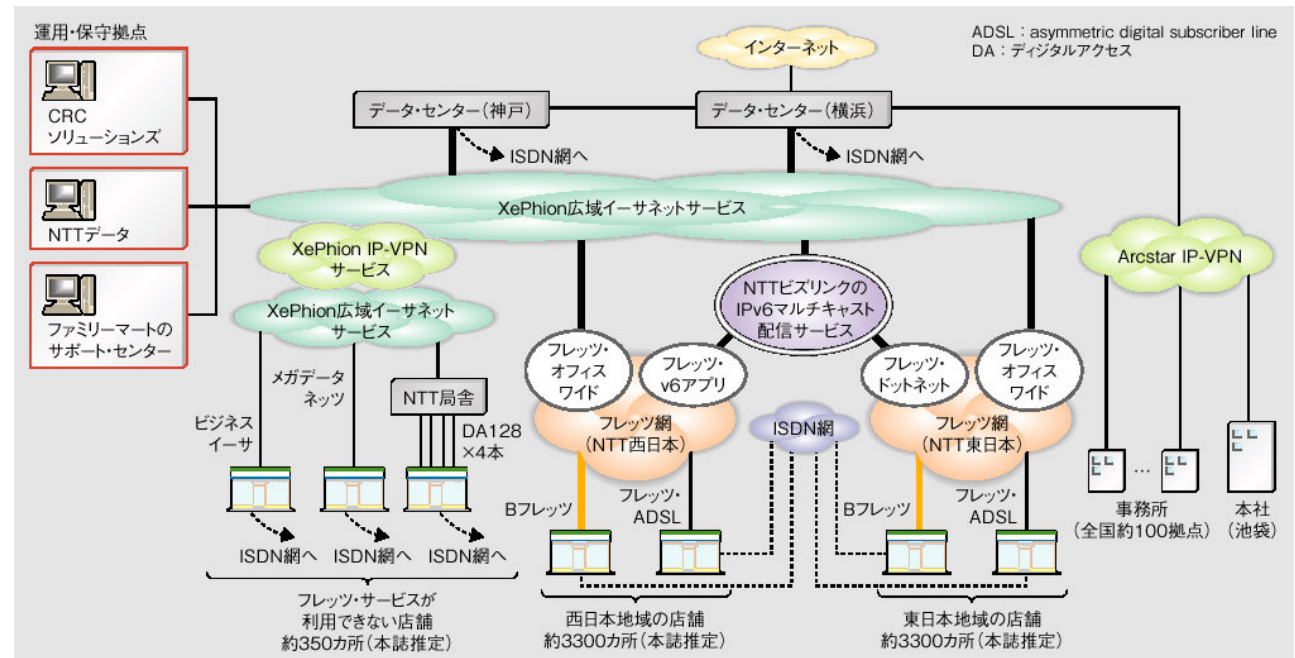 運用・保守拠点
CRC
ソリューションズ
NTTデータ
ファミリーマートの
サポート・センター
ADSL：asymmetric digital subscriber line
DA：ディジタルアクセス
インターネット
データ・センター（神戸）
データ・センター（横浜）
ISDN網へ
ISDN網へ
XePhion広域イーサネットサービス
XePhion IP-VPN
サービス
XePhion広域イーサネット
サービス
NTTビズリンクの
IPv6マルチキャスト
配信サービス
Arcstar IP-VPN
ビジネス
イーサ
メガデータ
ネッツ
NTT局舎
DA128
×4本
フレッツ・
オフィス
ワイド
フレッツ・
v6アプリ
フレッツ網
（NTT西日本）
ISDN網
フレッツ・
ドットネット
フレッツ・
オフィス
ワイド
フレッツ網
（NTT東日本）
Bフレッツ
フレッツ・
ADSL
Bフレッツ
フレッツ・
ADSL
…
事務所
（全国約100拠点）
本社
（池袋）
ISDN網へ
ISDN網へ
ISDN網へ
フレッツ・サービスが
利用できない店舗
約350カ所（本誌推定）
西日本地域の店舗
約3300カ所（本誌推定）
東日本地域の店舗
約3300カ所（本誌推定）